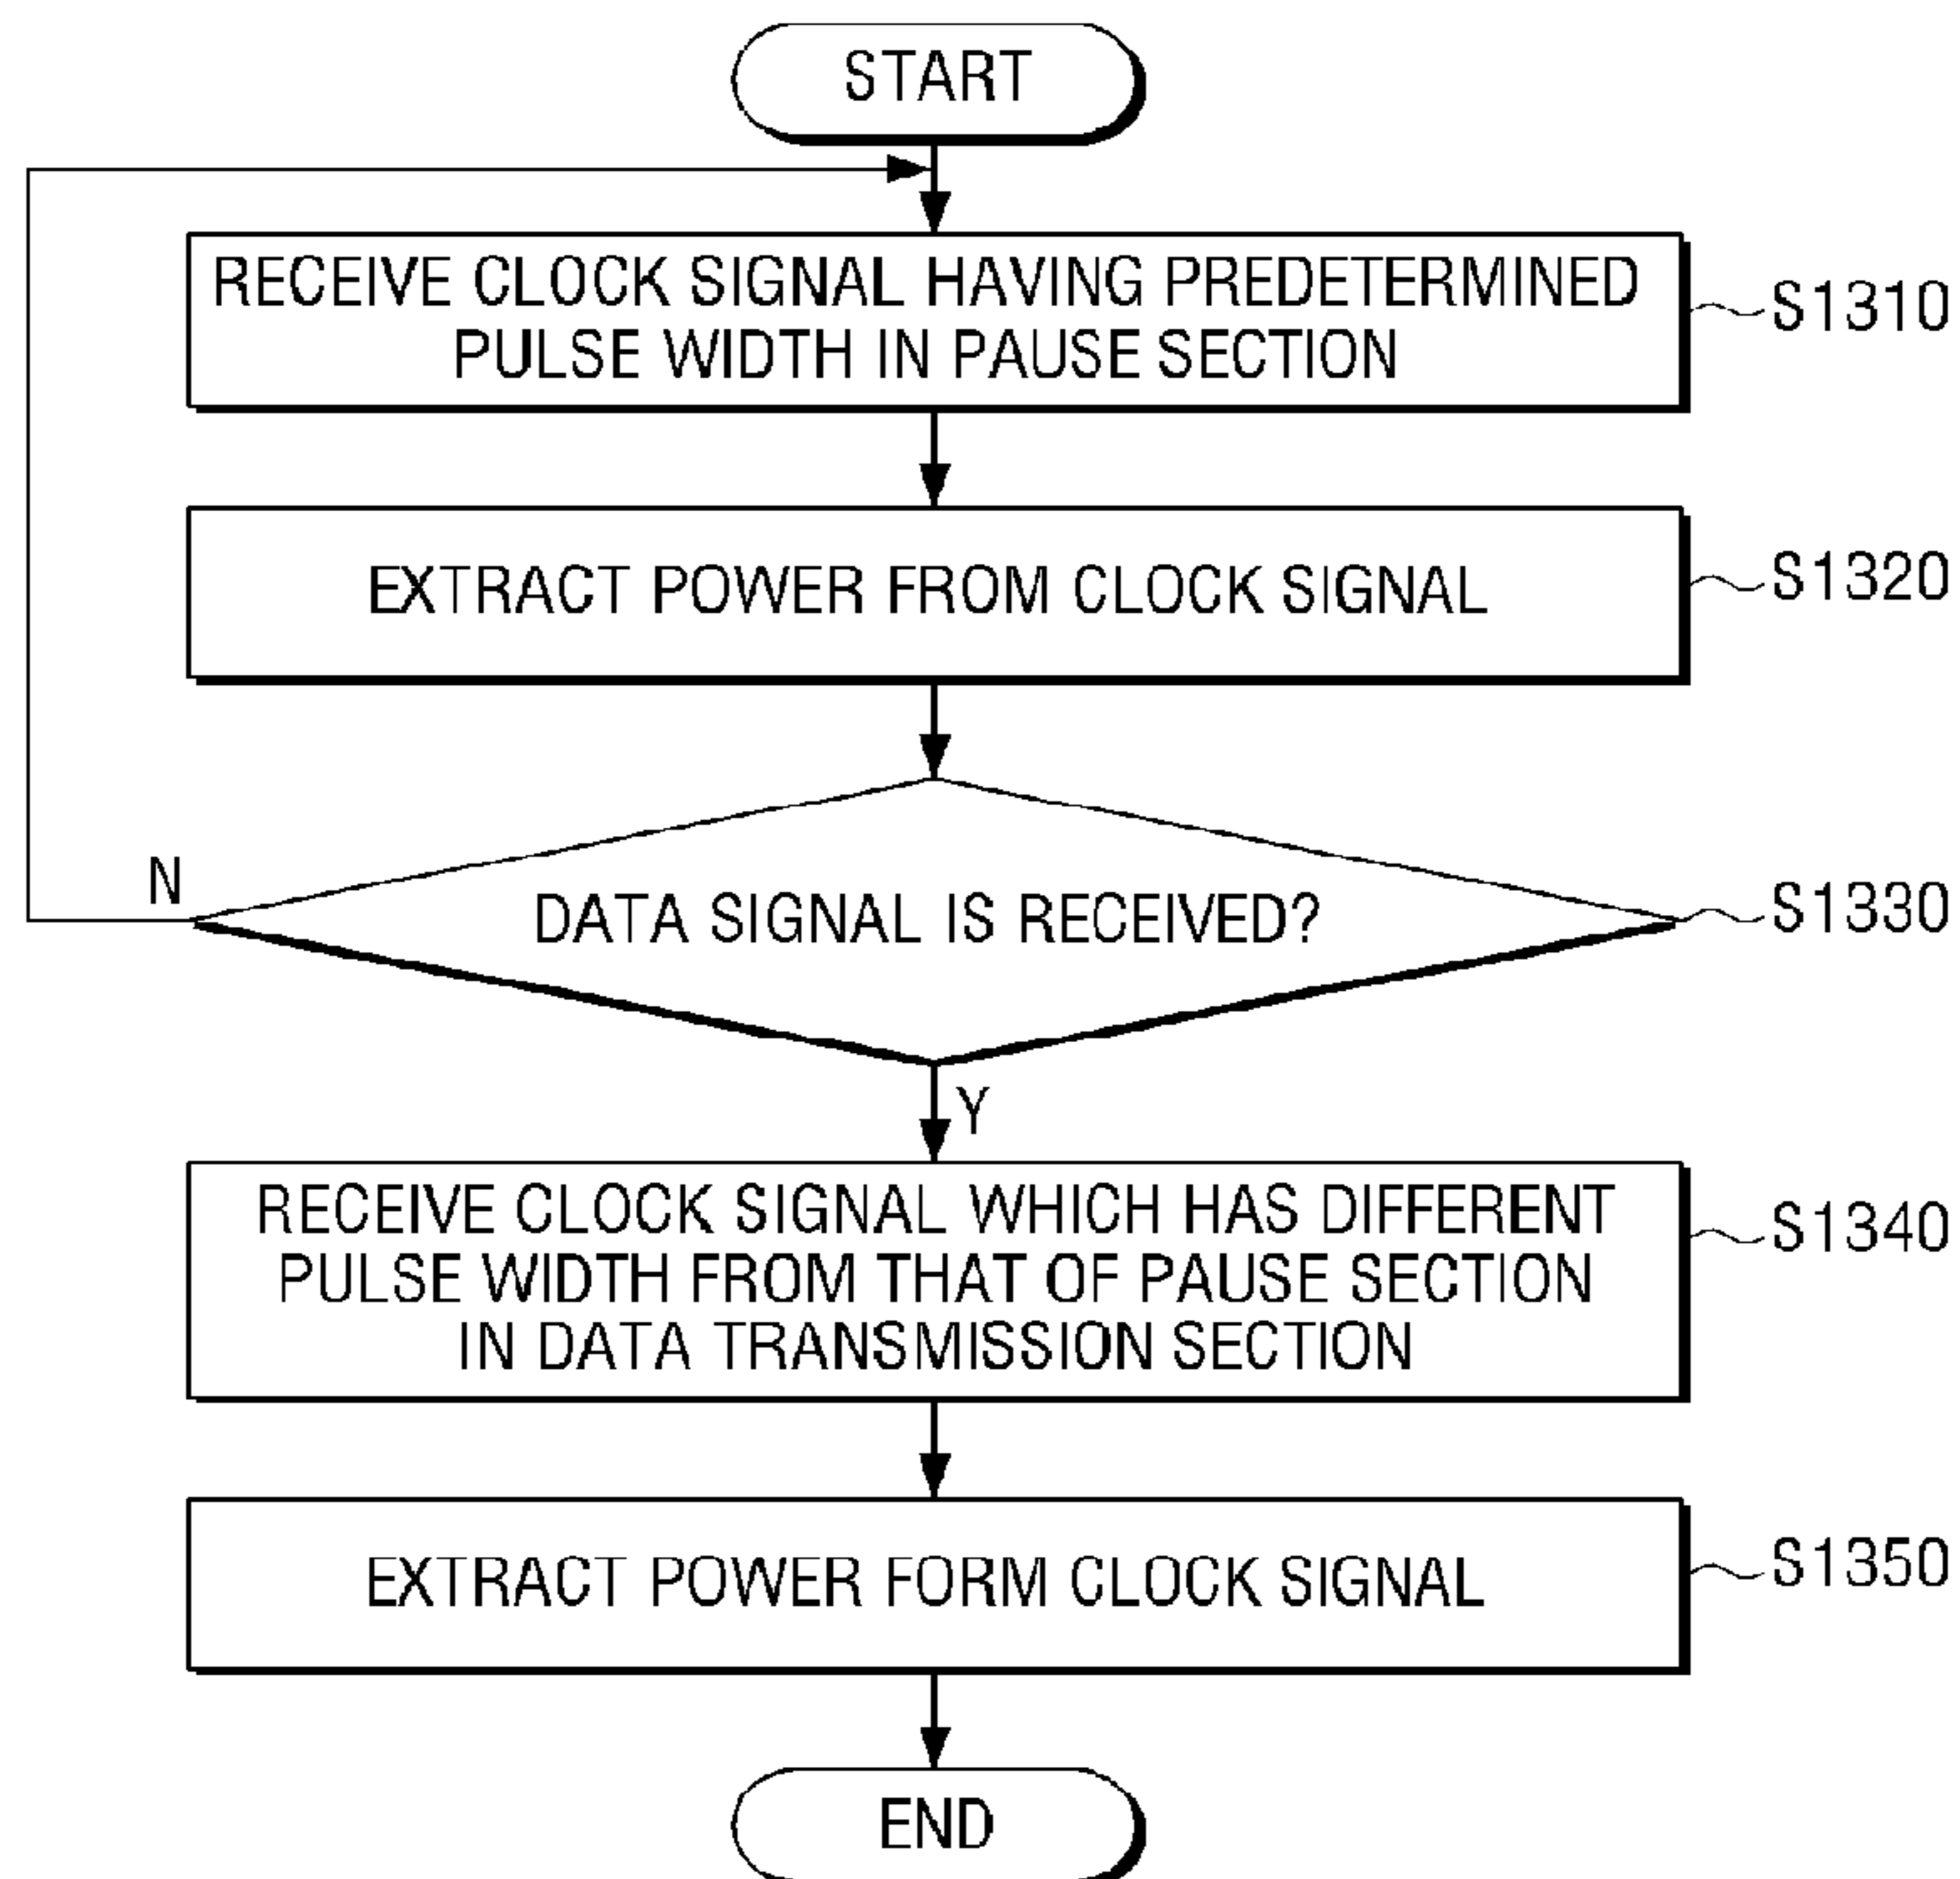 START
RECEIVE CLOCK SIGNAL HAVING PREDETERMINED
PULSE WIDTH IN PAUSE SECTION
S1310
EXTRACT POWER FROM CLOCK SIGNAL
S1320
N
DATA SIGNAL IS RECEIVED?
S1330
Y
RECEIVE CLOCK SIGNAL WHICH HAS DIFFERENT
PULSE WIDTH FROM THAT OF PAUSE SECTION
IN DATA TRANSMISSION SECTION
S1340
EXTRACT POWER FORM CLOCK SIGNAL
S1350
END